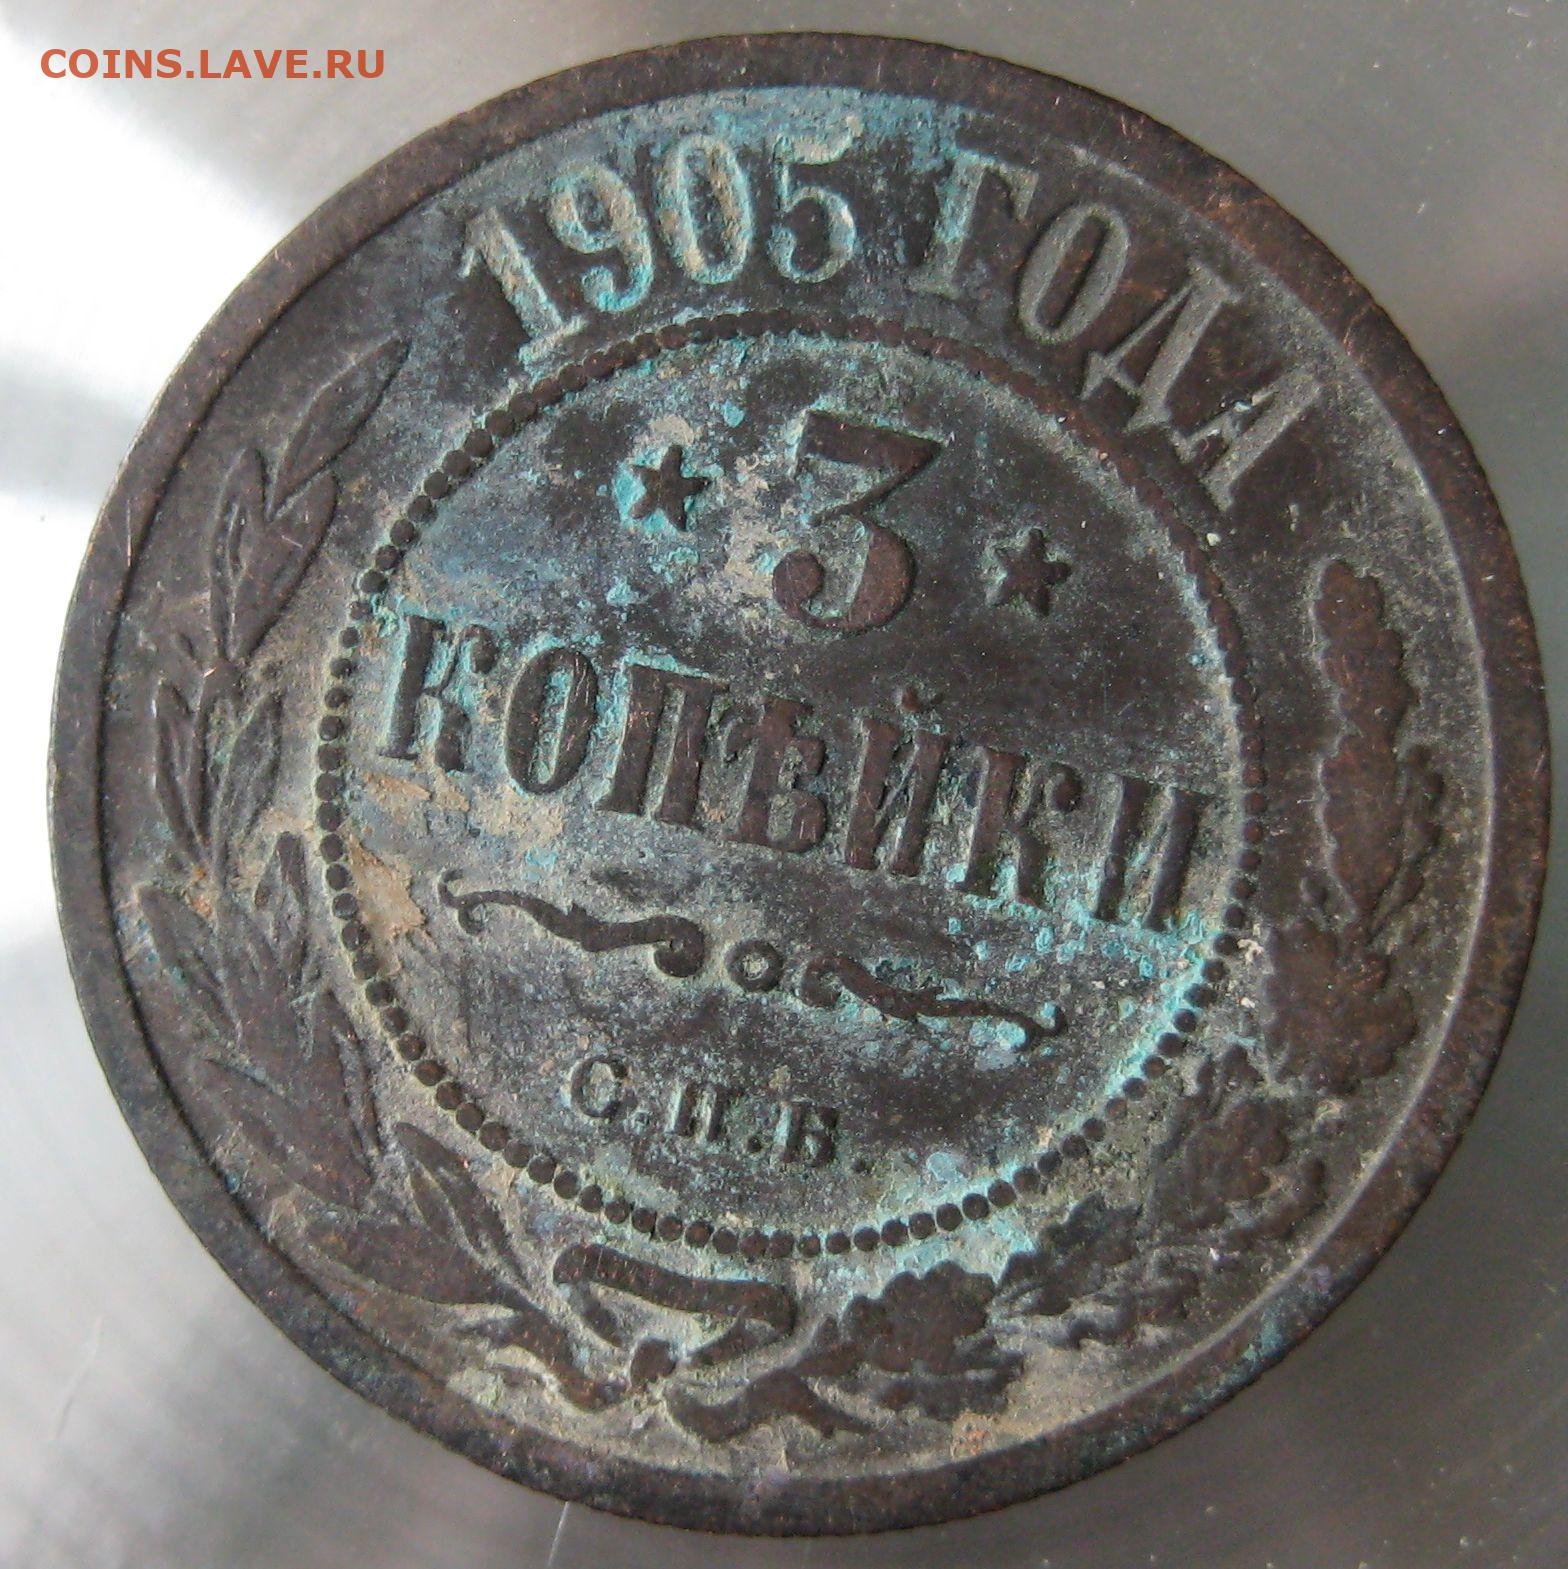 COINS.LAVE.RU
1905 ГОДА
3
КОПѢЙКИ
С.П.Б.